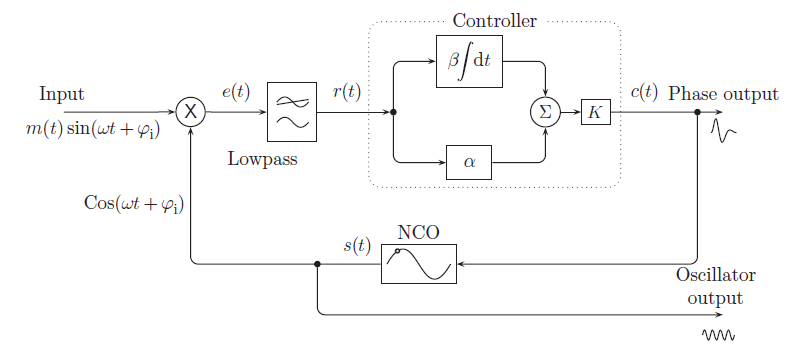 Controller
β∫dt
Input
e(t)
r(t)
c(t) Phase output
X
Σ
K
m(t) sin(ωt + φi)
Lowpass
α
Cos(ωt + φi)
NCO
s(t)
Oscillator
output